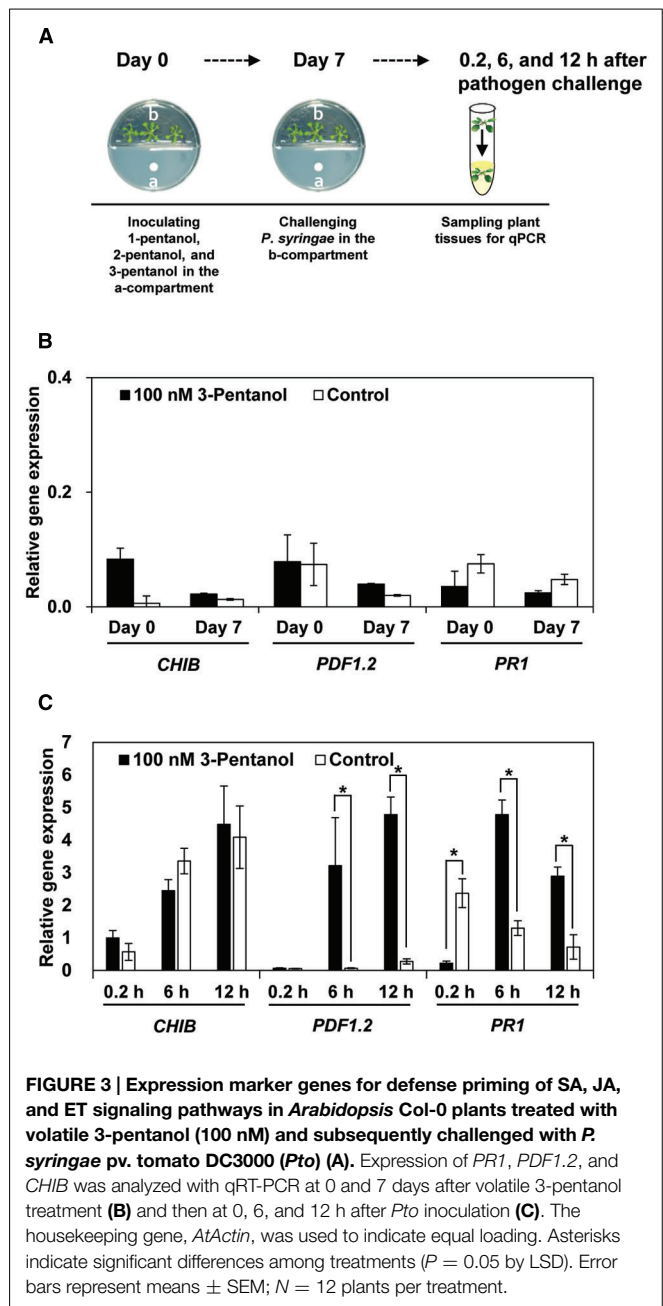 A
Day 0
Day 7
0.2, 6, and 12 h after
pathogen challenge
b
a
b
a
Inoculating
1-pentanol,
2-pentanol, and
3-pentanol in the
a-compartment
Challenging
P. syringae in the
b-compartment
Sampling plant
tissues for qPCR
B
Relative gene expression
0.4
0.2
0.0
100 nM 3-Pentanol
Control
Day 0
Day 7
Day 0
Day 7
Day 0
Day 7
CHIB
PDF1.2
PR1
C
Relative gene expression
7
6
5
4
3
2
1
0
100 nM 3-Pentanol
Control
*
*
*
*
*
0.2 h
6 h
12 h
0.2 h
6 h
12 h
0.2 h
6 h
12 h
CHIB
PDF1.2
PR1
FIGURE 3 | Expression marker genes for defense priming of SA, JA,
and ET signaling pathways in Arabidopsis Col-0 plants treated with
volatile 3-pentanol (100 nM) and subsequently challenged with P.
syringae pv. tomato DC3000 (Pto) (A). Expression of PR1, PDF1.2, and
CHIB was analyzed with qRT-PCR at 0 and 7 days after volatile 3-pentanol
treatment (B) and then at 0, 6, and 12 h after Pto inoculation (C). The
housekeeping gene, AtActin, was used to indicate equal loading. Asterisks
indicate significant differences among treatments (P = 0.05 by LSD). Error
bars represent means ± SEM; N = 12 plants per treatment.